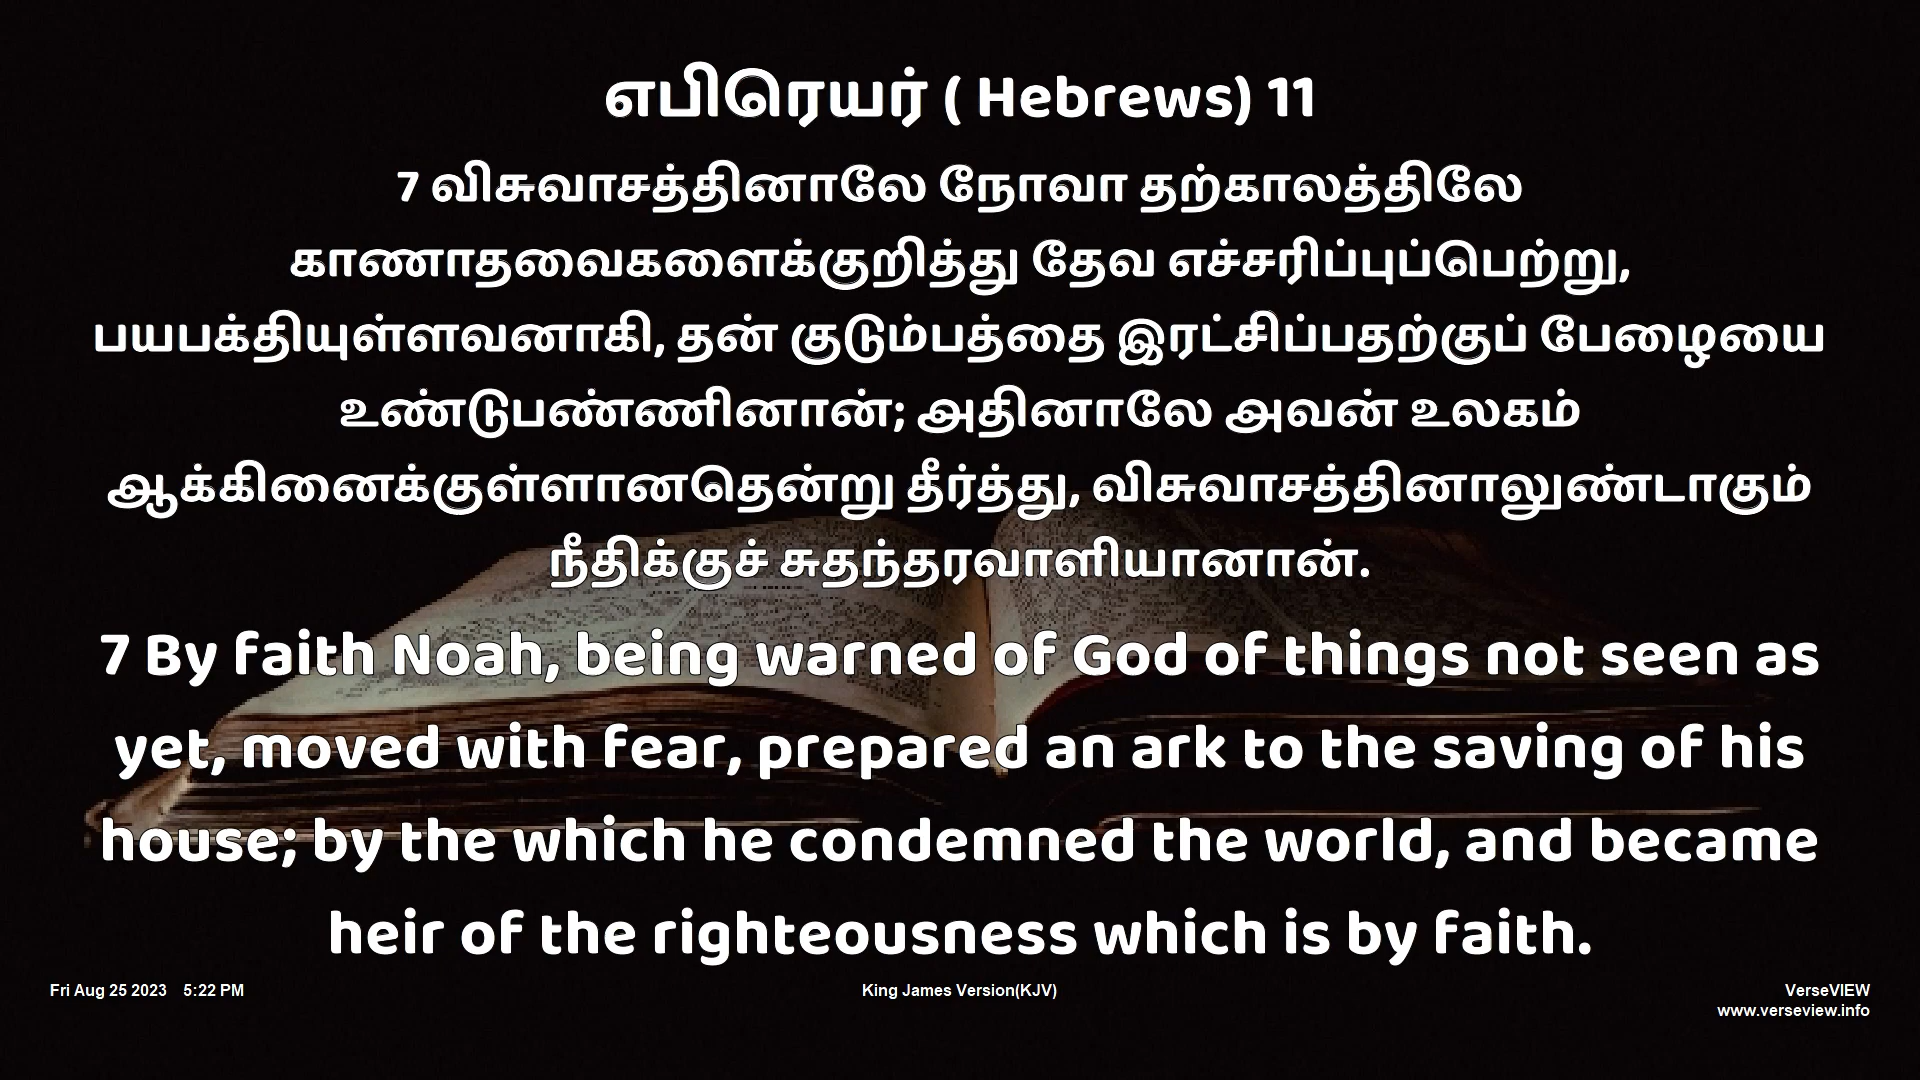 எபிரெயர் ( Hebrews) 11
7 விசுவாசத்தினாலே நோவா தற்காலத்திலே
காணாதவைகளைக்குறித்து தேவ எச்சரிப்புப்பெற்று,
பயபக்தியுள்ளவனாகி, தன் குடும்பத்தை இரட்சிப்பதற்குப் பேழையை
உண்டுபண்ணினான்; அதினாலே அவன் உலகம்
ஆக்கினைக்குள்ளானதென்று தீர்த்து, விசுவாசத்தினாலுண்டாகும்
நீதிக்குச் சுதந்தரவாளியானான்.
7 By faith Noah, being warned of God of things not seen as
yet, moved with fear, prepared an ark to the saving of his
house; by the which he condemned the world, and became
heir of the righteousness which is by faith.
Fri Aug 25 2023 5:22 PM
King James Version(KJV)
VerseVIEW
www.verseview.info